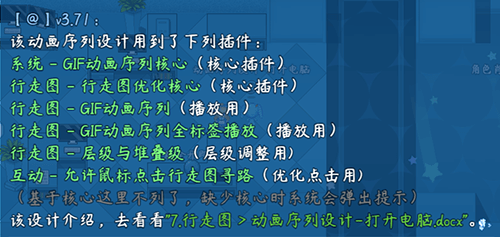 【@】v3.71：
该动画序列设计用到了下列插件：
系统 - GIF动画序列核心（核心插件）
行走图 - 行走图优化核心（核心插件）
行走图 - GIF动画序列（播放用）
行走图 - GIF动画序列全标签播放（播放用）
行走图 - 层级与堆叠级（层级调整用）
互动 - 允许鼠标点击行走图寻路（优化点击用）
（基于核心这里不列了，缺少核心时系统会弹出提示）
该设计介绍，去看看"7.行走图 > 动画序列设计-打开电脑.docx"。